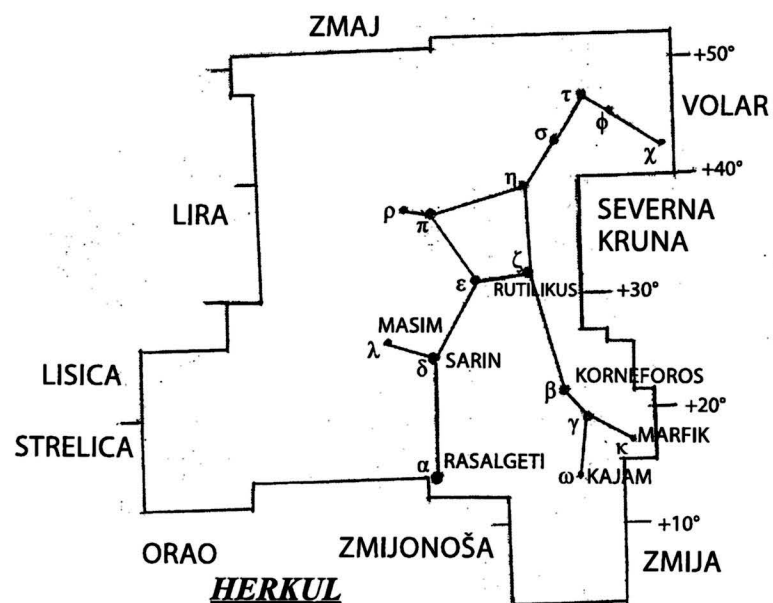 ZMAJ
+50°
τ
VOLAR
φ
σ
χ
+40°
η
LIRA
ρ
π
SEVERNA
KRUNA
ζ
ε
RUTILIKUS
+30°
MASIM
λ
δ
SARIN
LISICA
KORNEFOROS
β
+20°
γ
STRELICA
MARFIK
κ
α
RASALGETI
ω
KAJAM
+10°
ORAO
ZMIJONOŠA
ZMIJA
HERKUL